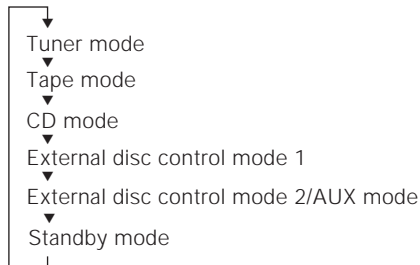 Tuner mode
Tape mode
CD mode
External disc control mode 1
External disc control mode 2/AUX mode
Standby mode